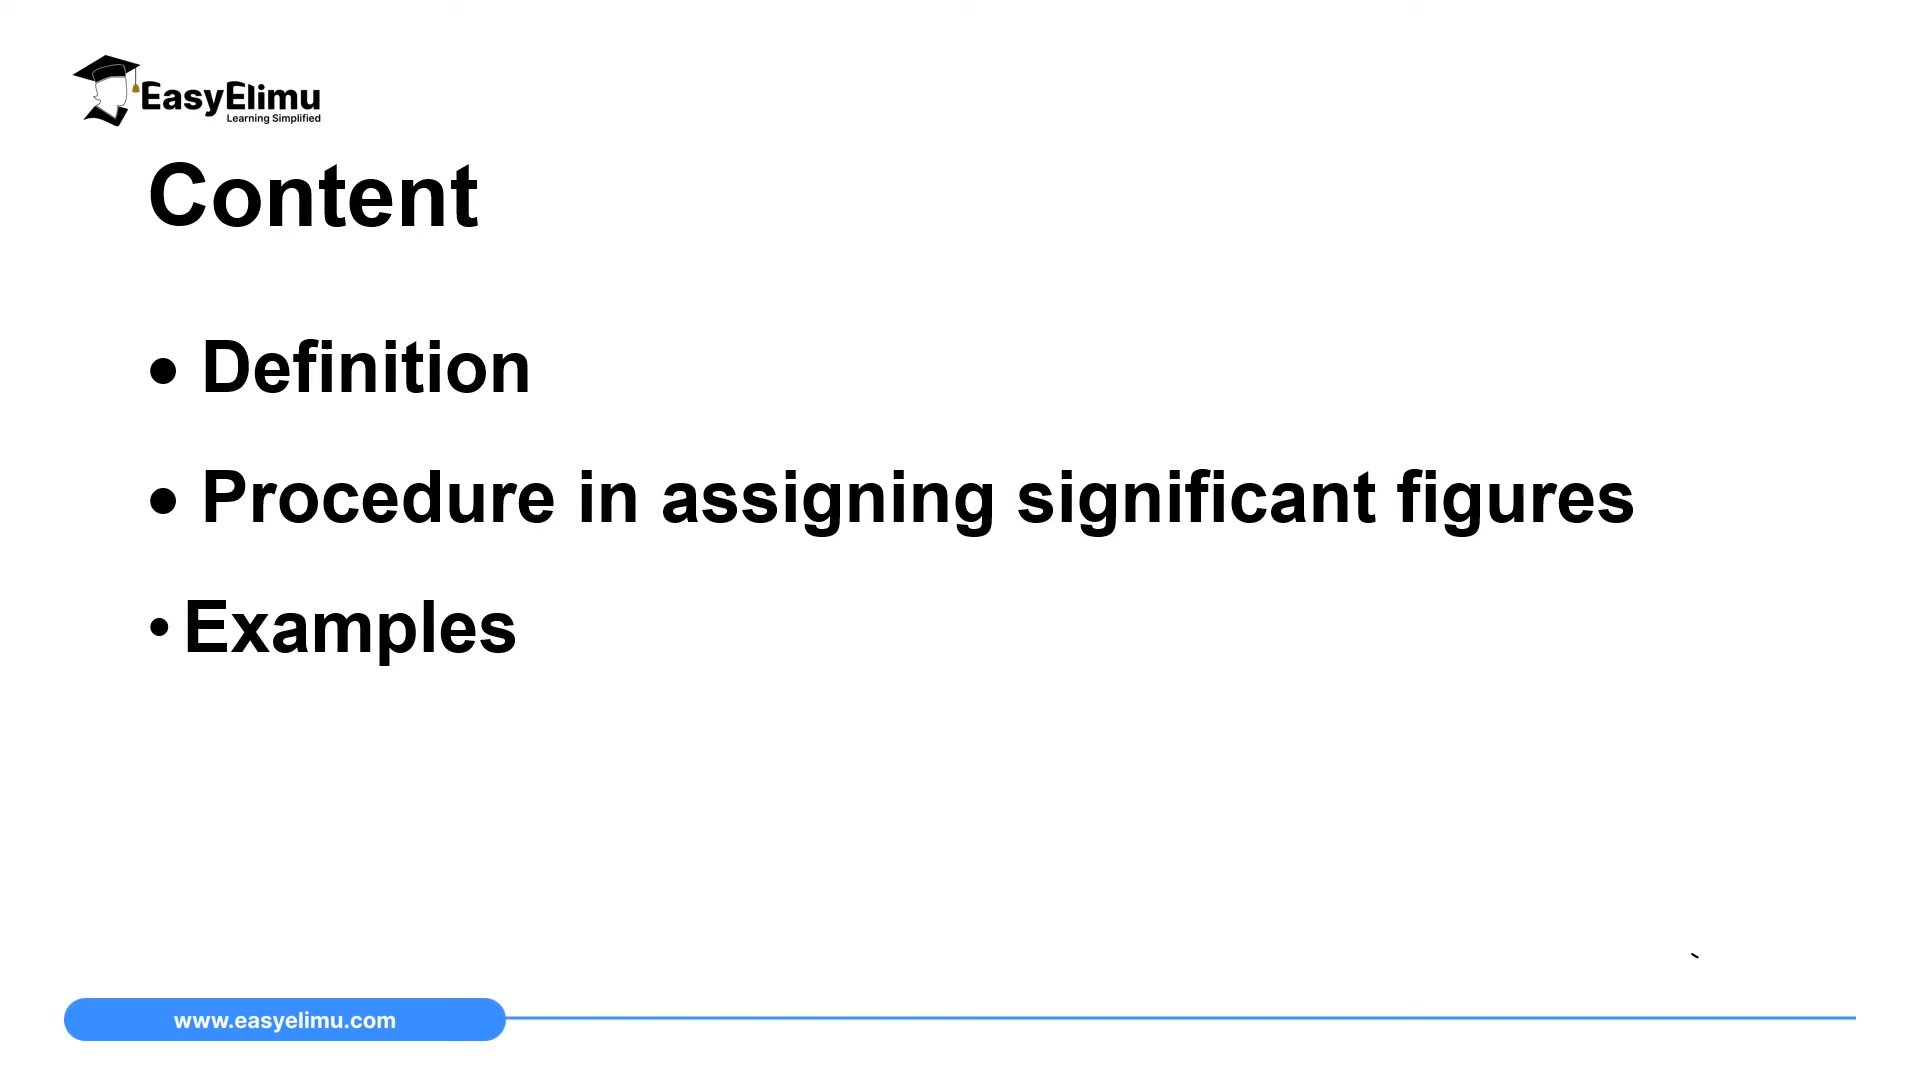 EasyElimu
Learning Simplified
Content
• Definition
• Procedure in assigning significant figures
• Examples
www.easyelimu.com